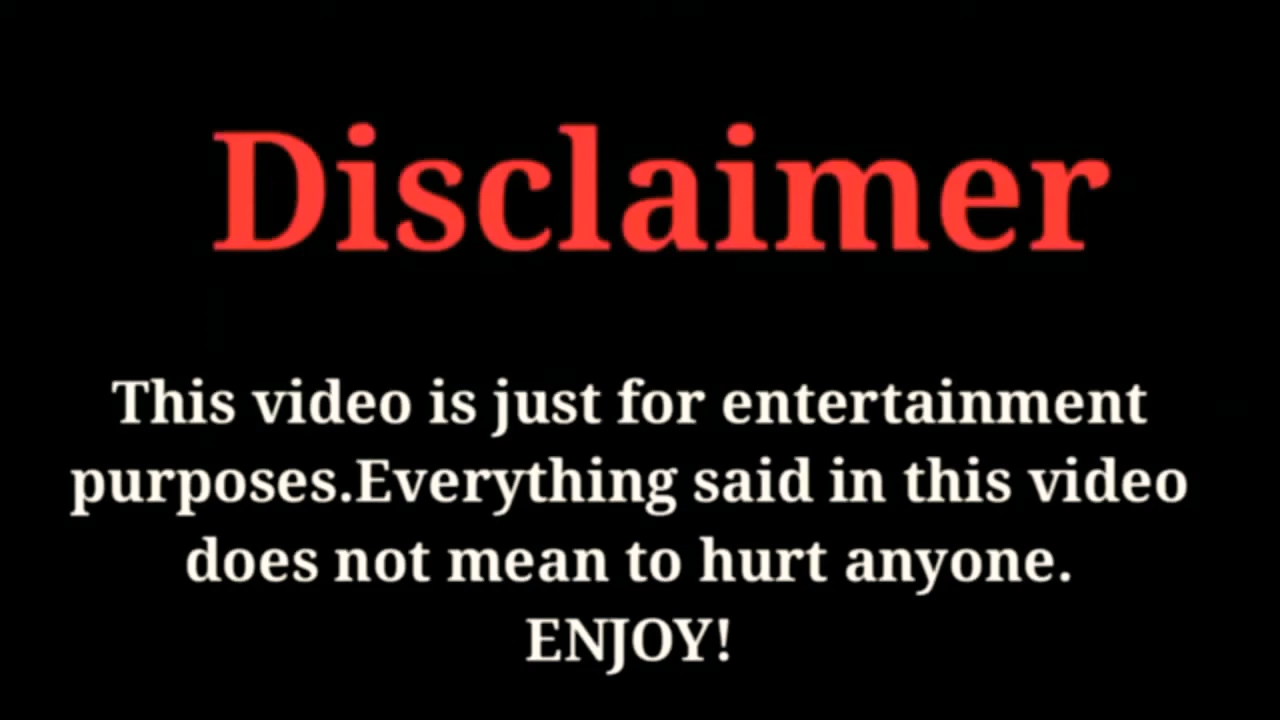 Disclaimer
This video is just for entertainment
purposes.Everything said in this video
does not mean to hurt anyone.
ENJOY!